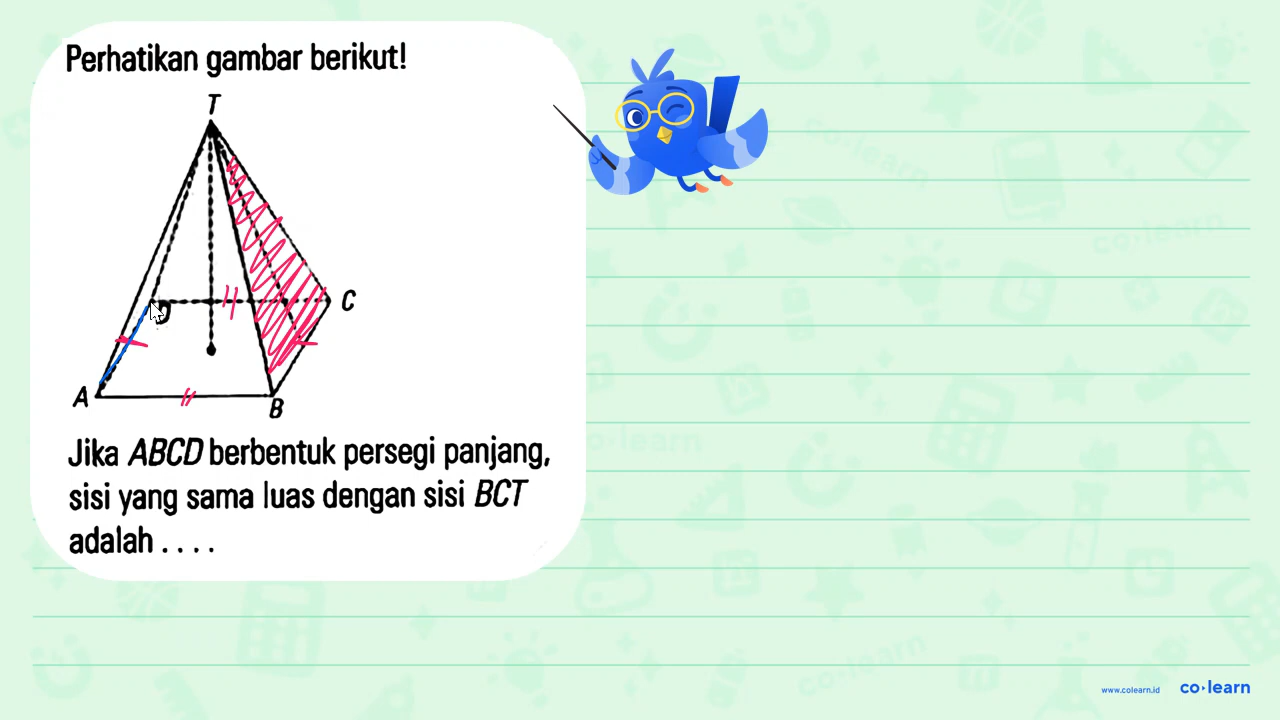 Perhatikan gambar berikut!
T
D
C
A
B
Jika ABCD berbentuk persegi panjang,
sisi yang sama luas dengan sisi BCT
adalah . . . .
www.colearn.id
co·learn